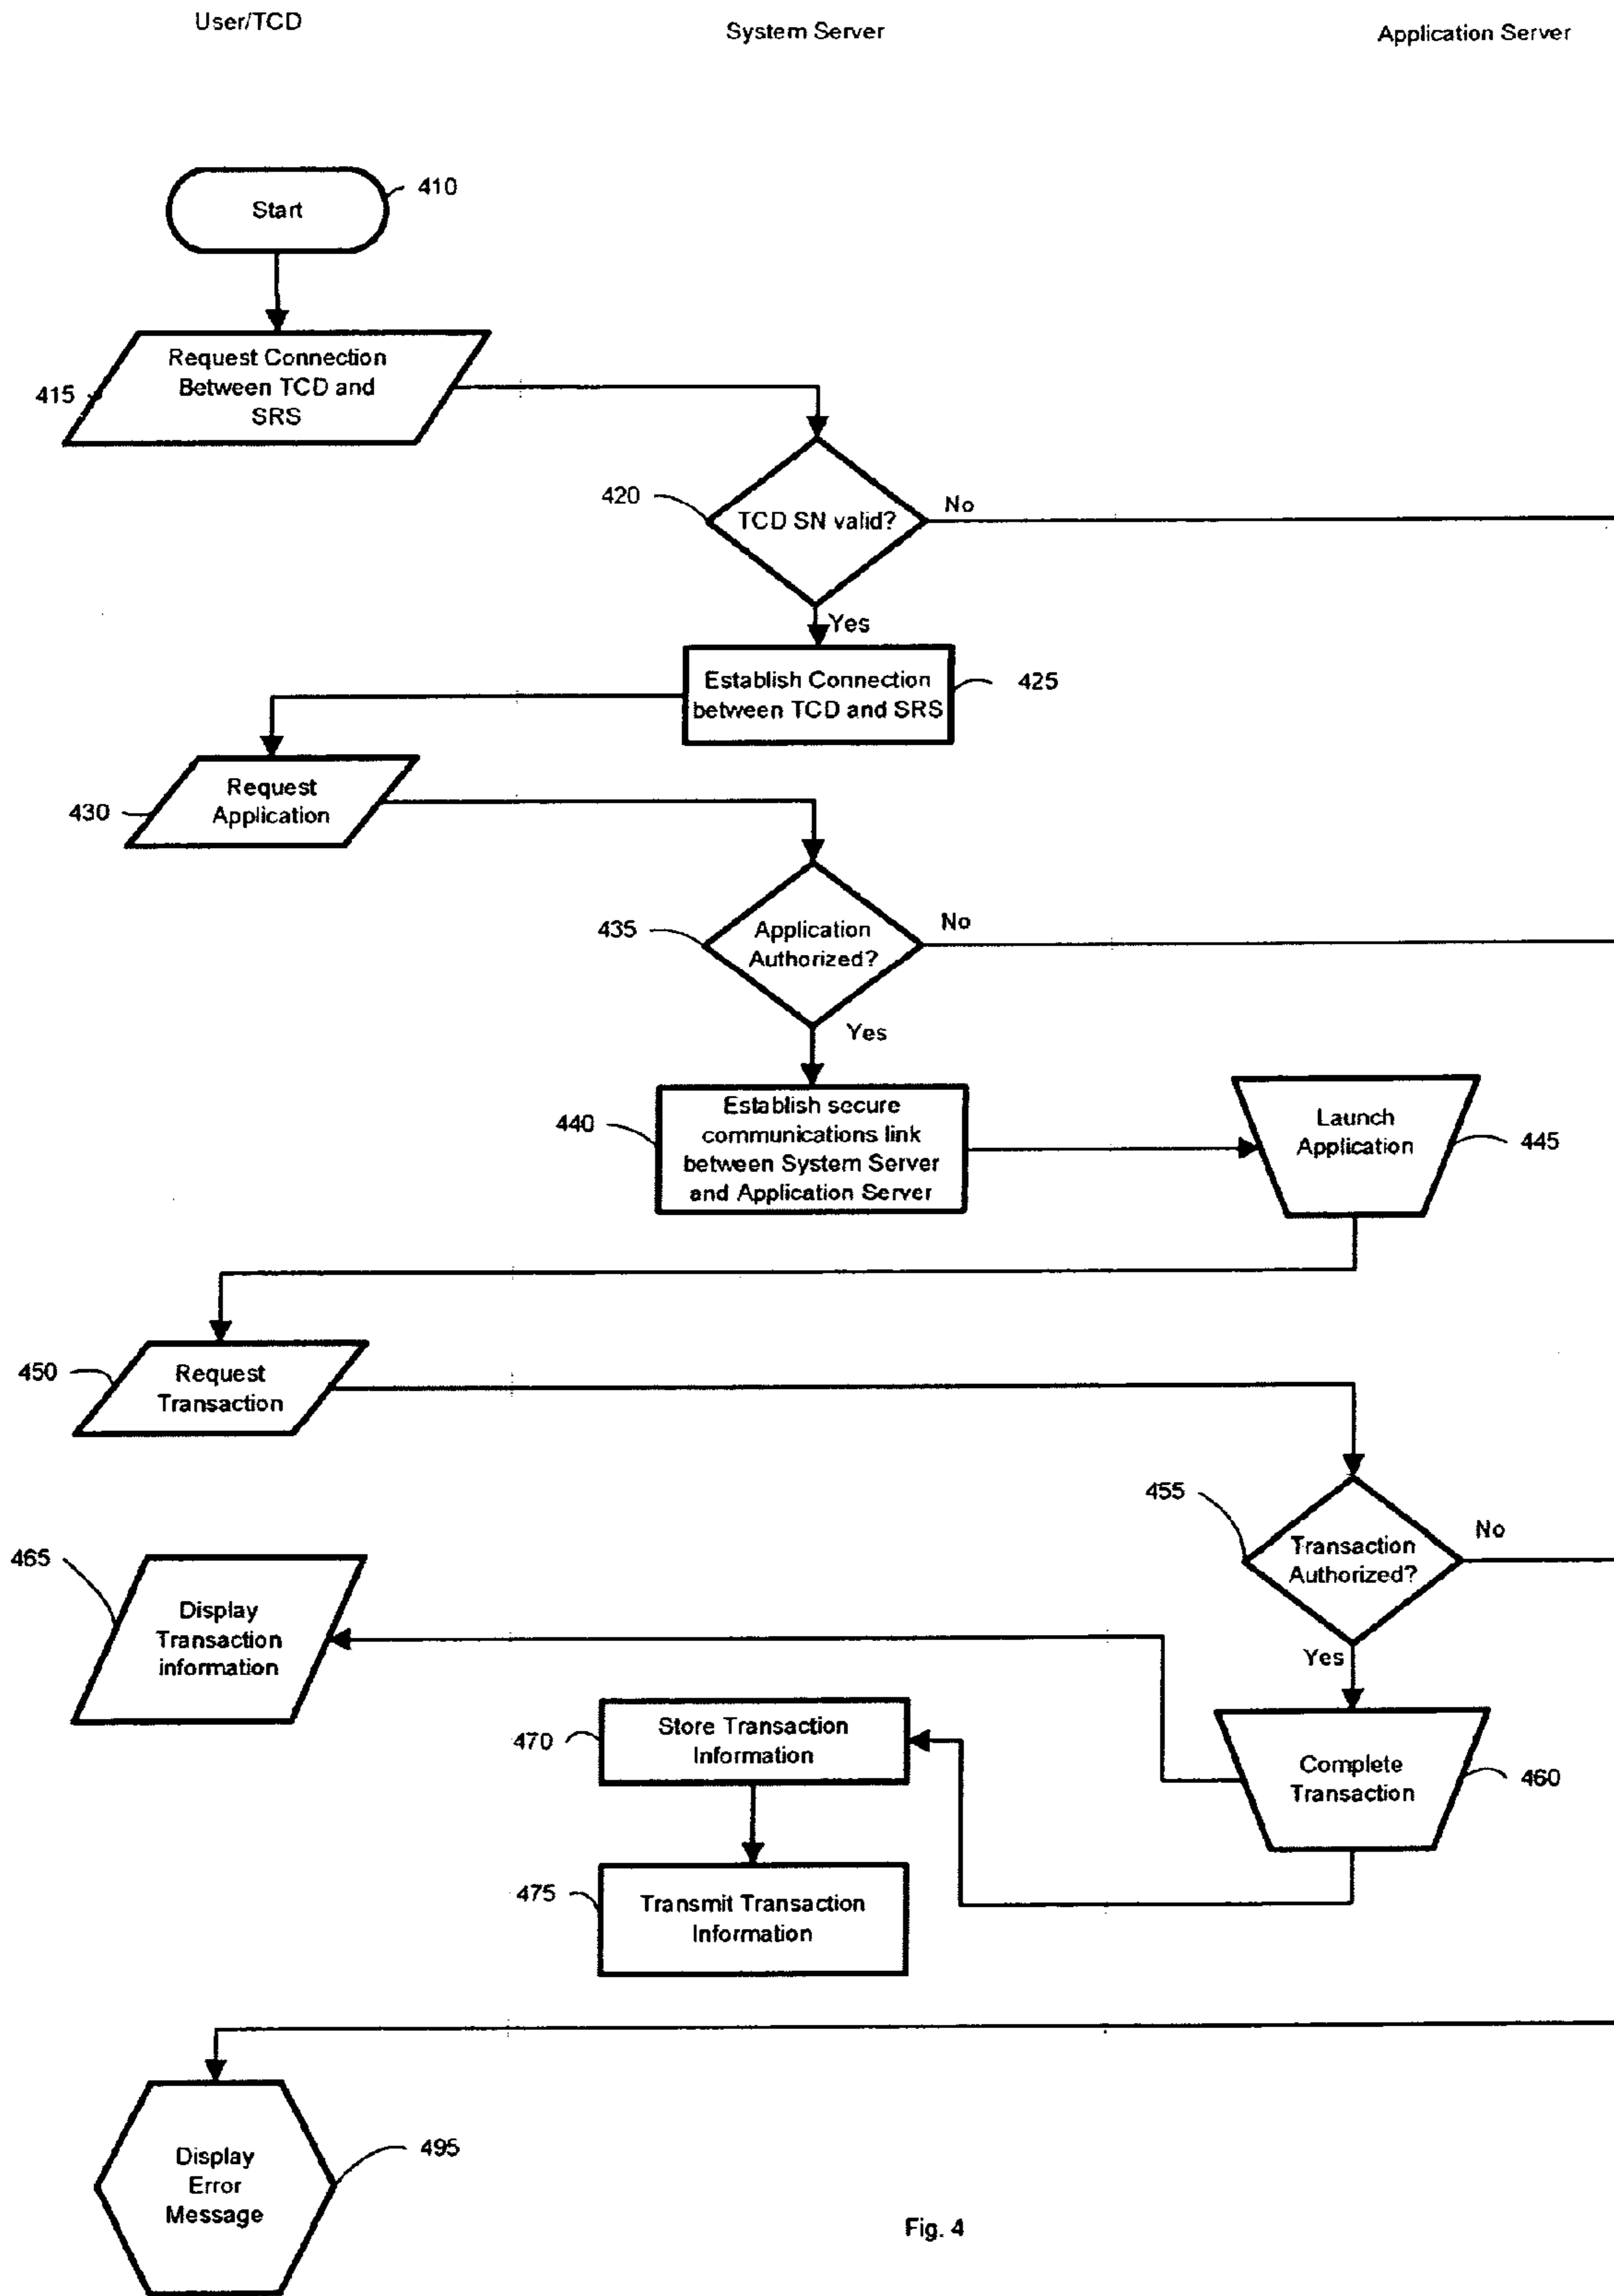 User/TCD
System Server
Application Server
Start
410
Request Connection
Between TCD and
SRS
415
420
TCD SN valid?
No
Yes
Establish Connection
between TCD and SRS
425
Request
Application
430
435
Application
Authorized?
No
Yes
440
Establish secure
communications link
between System Server
and Application Server
Launch
Application
445
450
Request
Transaction
455
Transaction
Authorized?
No
Yes
465
Display
Transaction
information
470
Store Transaction
Information
Complete
Transaction
460
475
Transmit Transaction
Information
Display
Error
Message
495
Fig. 4